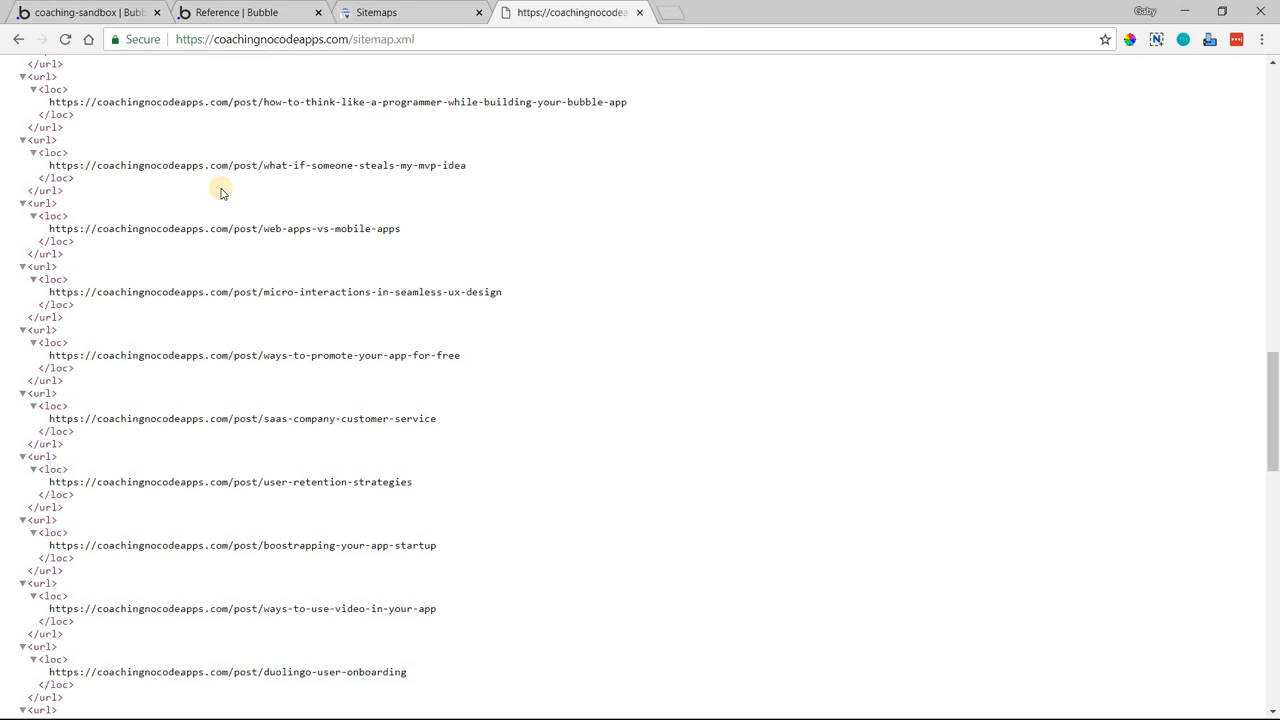 coaching-sandbox | Bubb
Reference | Bubble
Sitemaps
https://coachingnocodea
Gaby
Secure
https://coachingnocodeapps.com/sitemap.xml
</url>
<url>
<loc>
https://coachingnocodeapps.com/post/how-to-think-like-a-programmer-while-building-your-bubble-app
</loc>
</url>
<url>
<loc>
https://coachingnocodeapps.com/post/what-if-someone-steals-my-mvp-idea
</loc>
</url>
<url>
<loc>
https://coachingnocodeapps.com/post/web-apps-vs-mobile-apps
</loc>
</url>
<url>
<loc>
https://coachingnocodeapps.com/post/micro-interactions-in-seamless-ux-design
</loc>
</url>
<url>
<loc>
https://coachingnocodeapps.com/post/ways-to-promote-your-app-for-free
</loc>
</url>
<url>
<loc>
https://coachingnocodeapps.com/post/saas-company-customer-service
</loc>
</url>
<url>
<loc>
https://coachingnocodeapps.com/post/user-retention-strategies
</loc>
</url>
<url>
<loc>
https://coachingnocodeapps.com/post/boostrapping-your-app-startup
</loc>
</url>
<url>
<loc>
https://coachingnocodeapps.com/post/ways-to-use-video-in-your-app
</loc>
</url>
<url>
<loc>
https://coachingnocodeapps.com/post/duolingo-user-onboarding
</loc>
</url>
<url>